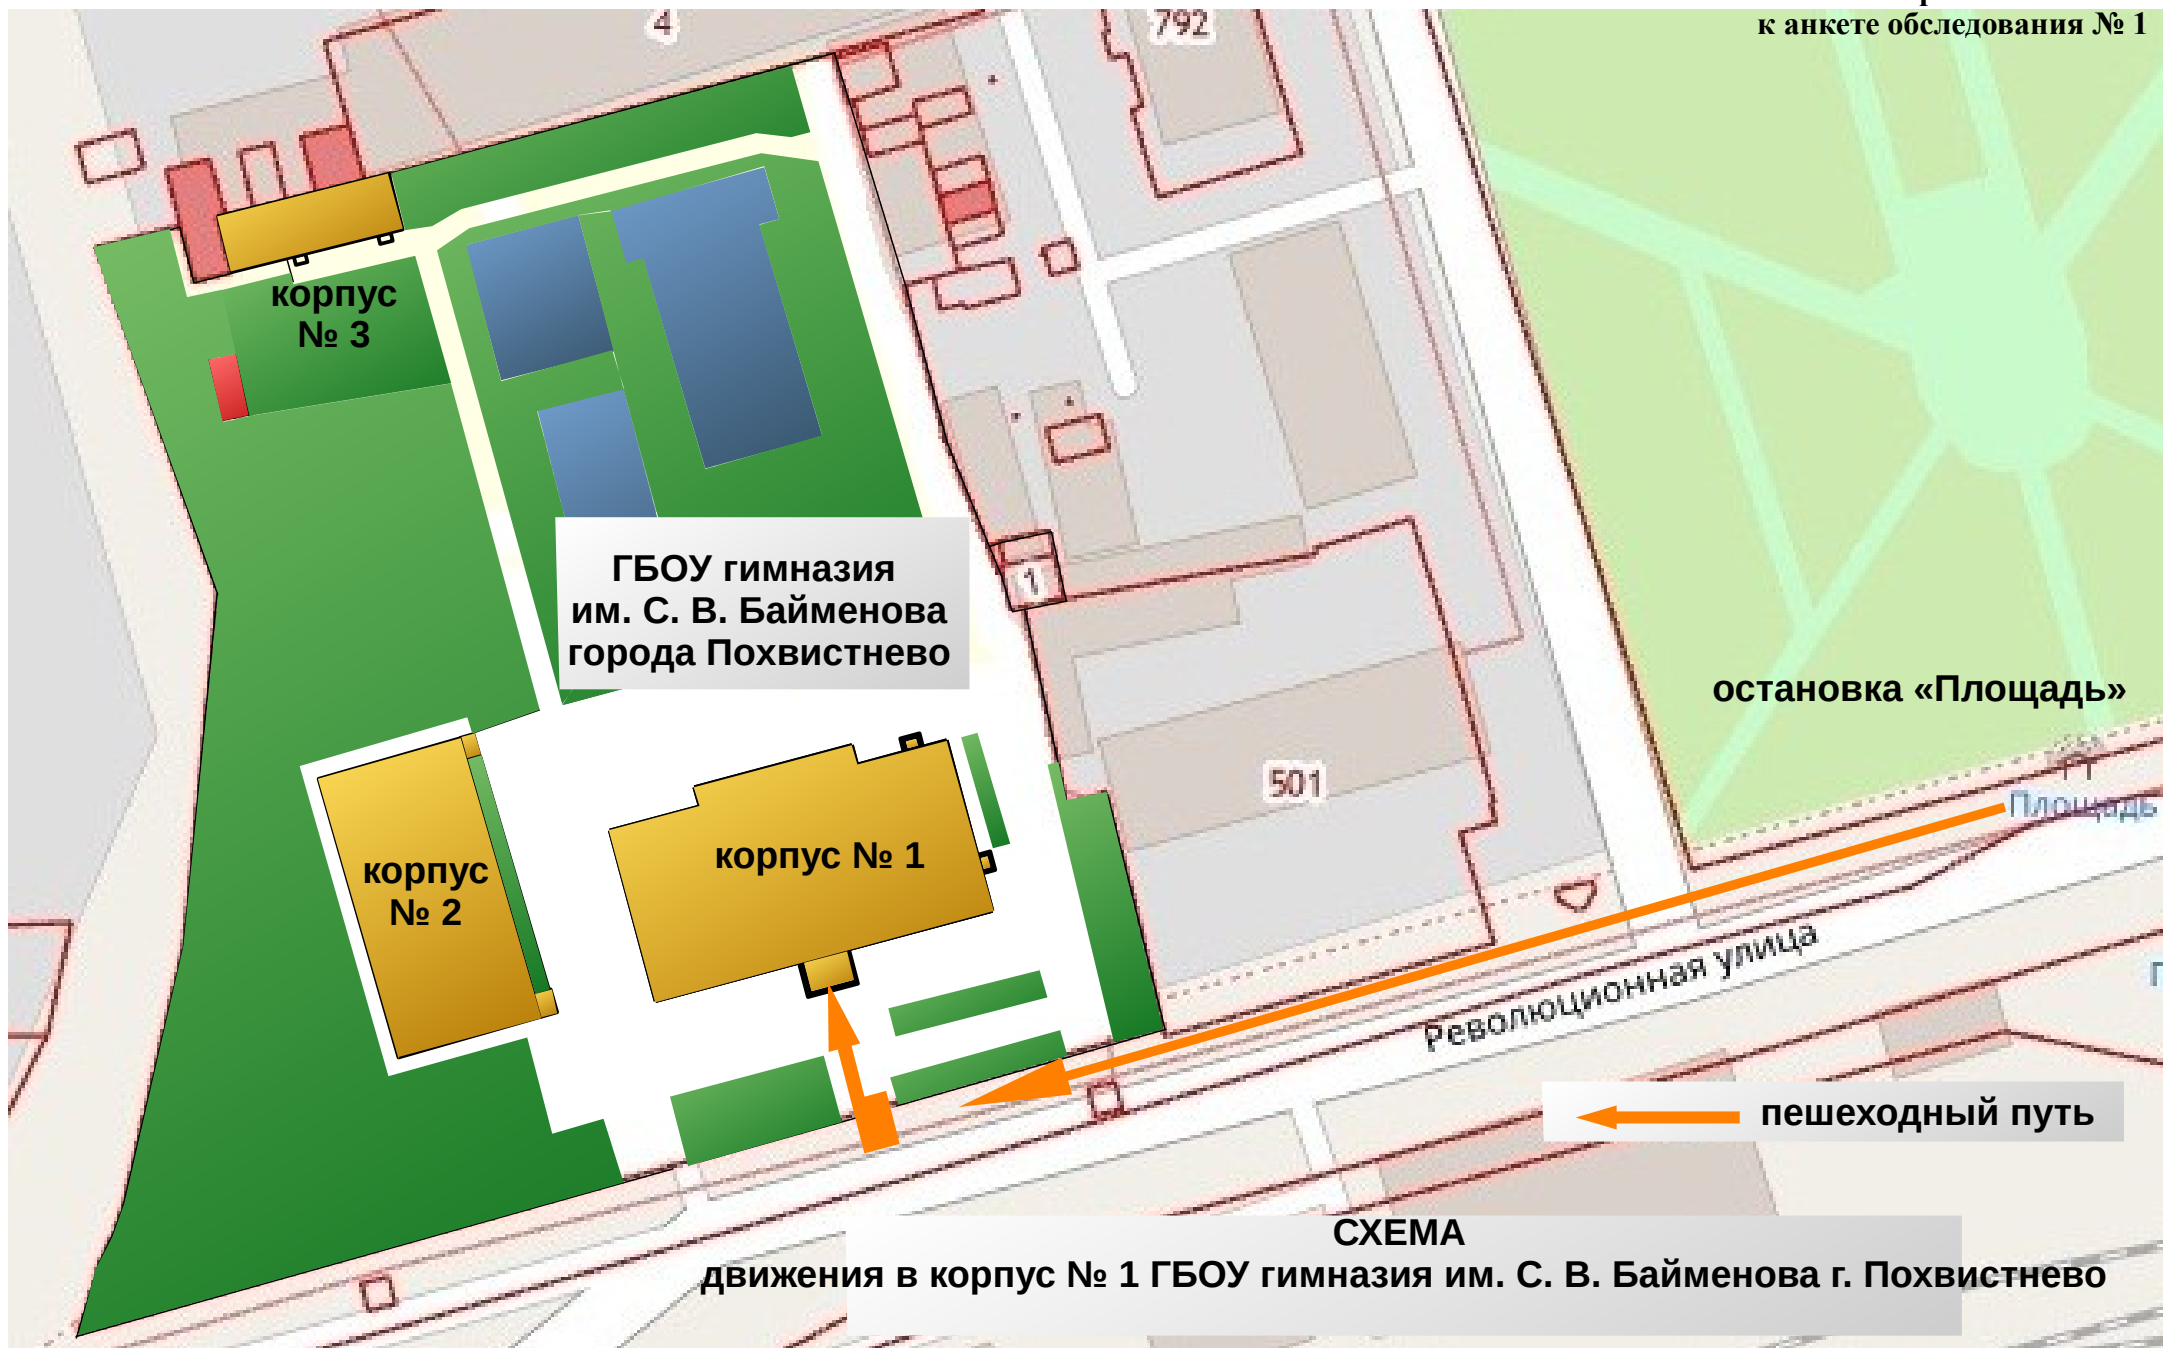 к анкете обследования № 1
4
792
корпус
№ 3
ГБОУ гимназия
им. С. В. Байменова
города Похвистнево
1
остановка «Площадь»
501
Площадь
корпус № 1
корпус
№ 2
Революционная улица
пешеходный путь
СХЕМА
движения в корпус № 1 ГБОУ гимназия им. С. В. Байменова г. Похвистнево